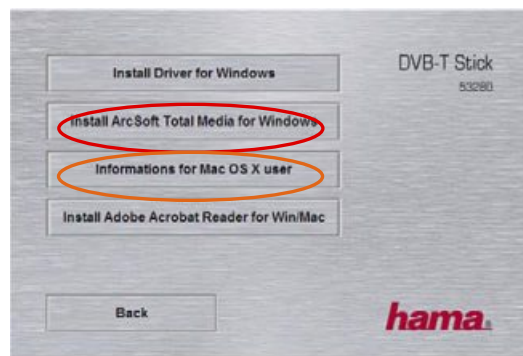 Install Driver for Windows
DVB-T Stick
53280
Install ArcSoft Total Media for Windows
Informations for Mac OS X user
Install Adobe Acrobat Reader for Win/Mac
Back
hama.